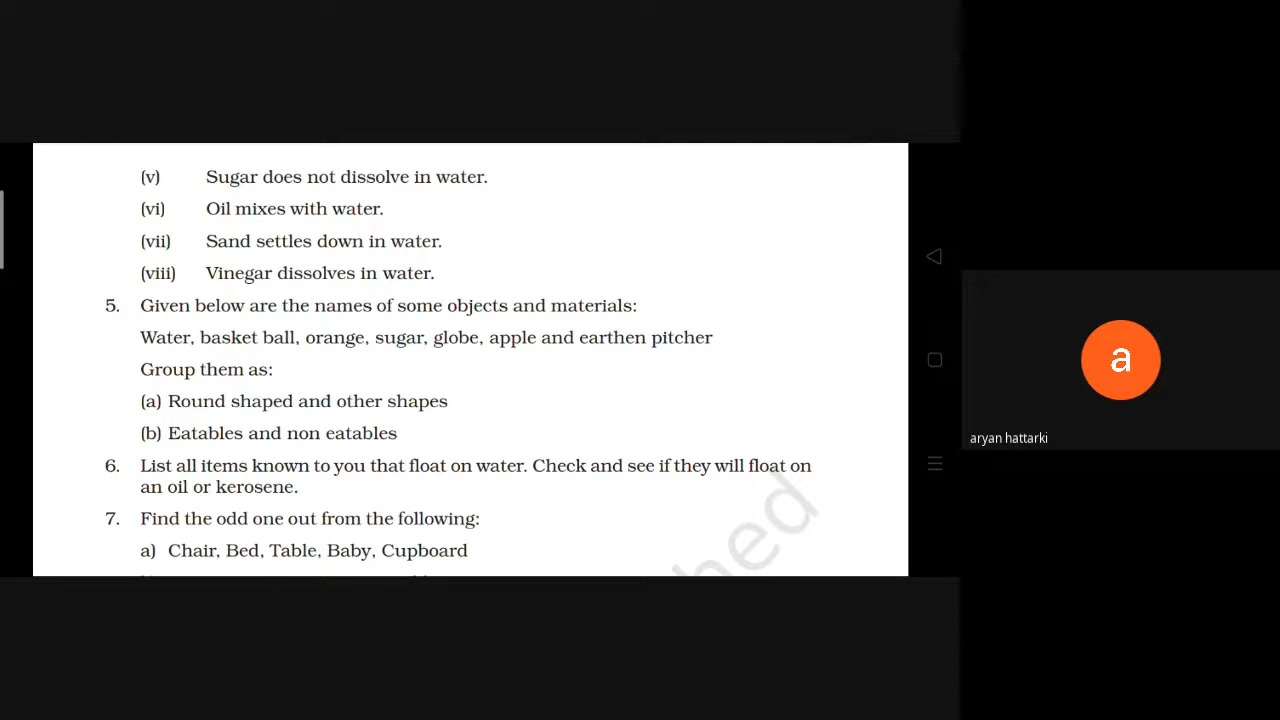 (v) Sugar does not dissolve in water.
(vi) Oil mixes with water.
(vii) Sand settles down in water.
(viii) Vinegar dissolves in water.
5. Given below are the names of some objects and materials:
Water, basket ball, orange, sugar, globe, apple and earthen pitcher
Group them as:
(a) Round shaped and other shapes
(b) Eatables and non eatables
6. List all items known to you that float on water. Check and see if they will float on
an oil or kerosene.
7. Find the odd one out from the following:
a) Chair, Bed, Table, Baby, Cupboard
hed
a
aryan hattarki